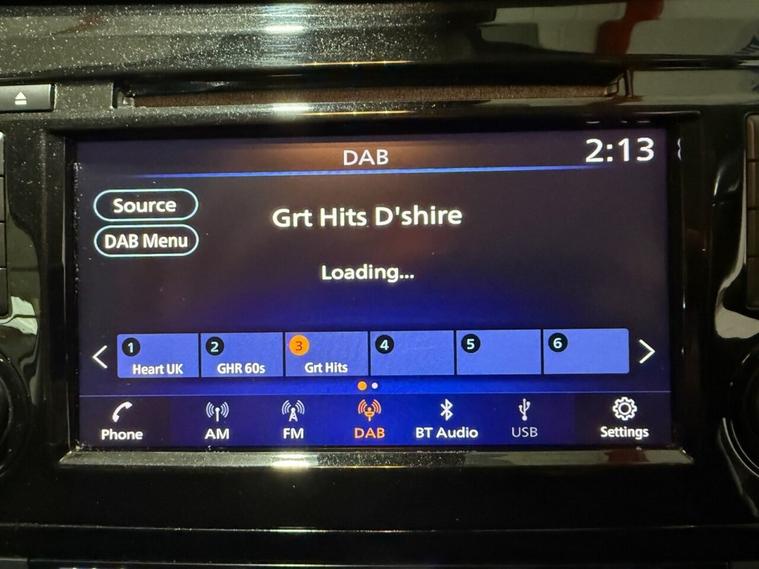 DAB
2:13
Source
Grt Hits D'shire
DAB Menu
Loading...
1 Heart UK
2 GHR 60s
3 Grt Hits
4
5
6
Phone
AM
FM
DAB
BT Audio
USB
Settings